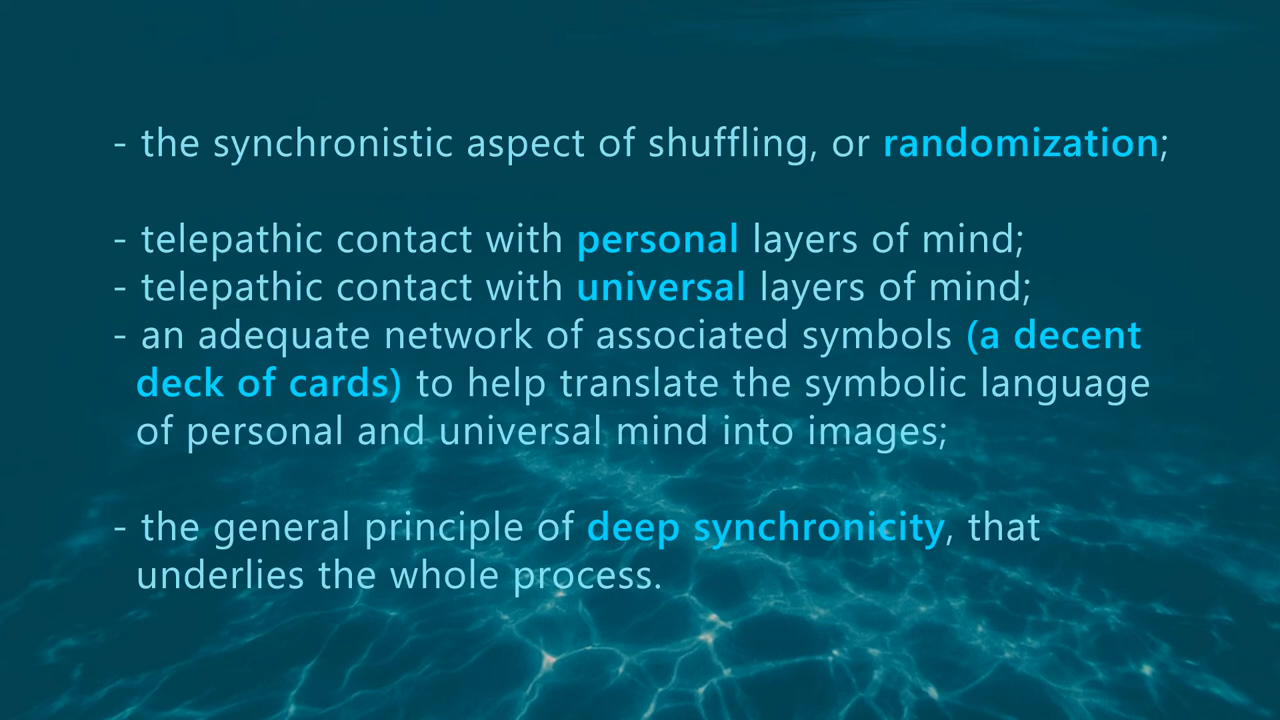 - the synchronistic aspect of shuffling, or randomization;
- telepathic contact with personal layers of mind;
- telepathic contact with universal layers of mind;
- an adequate network of associated symbols (a decent
deck of cards) to help translate the symbolic language
of personal and universal mind into images;
- the general principle of deep synchronicity, that
underlies the whole process.